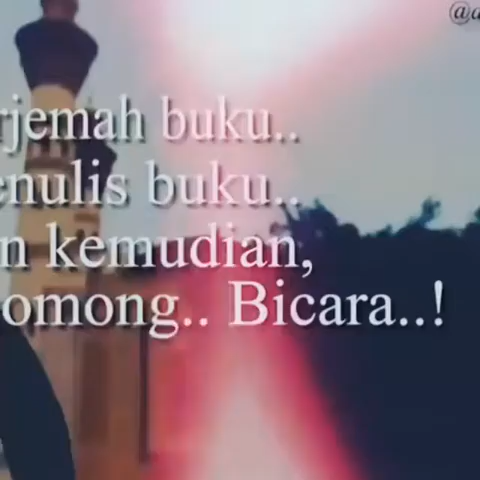 rjemah buku..
enulis buku..
n kemudian,
omong.. Bicara..!